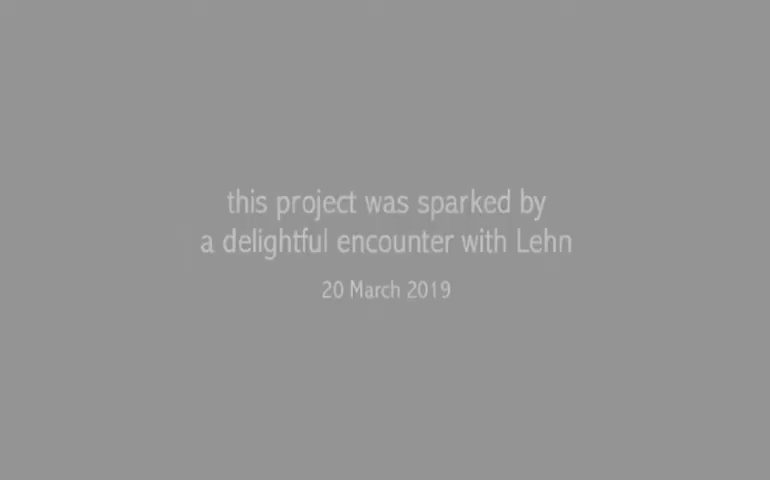 this project was sparked by
a delightful encounter with Lehn
20 March 2019